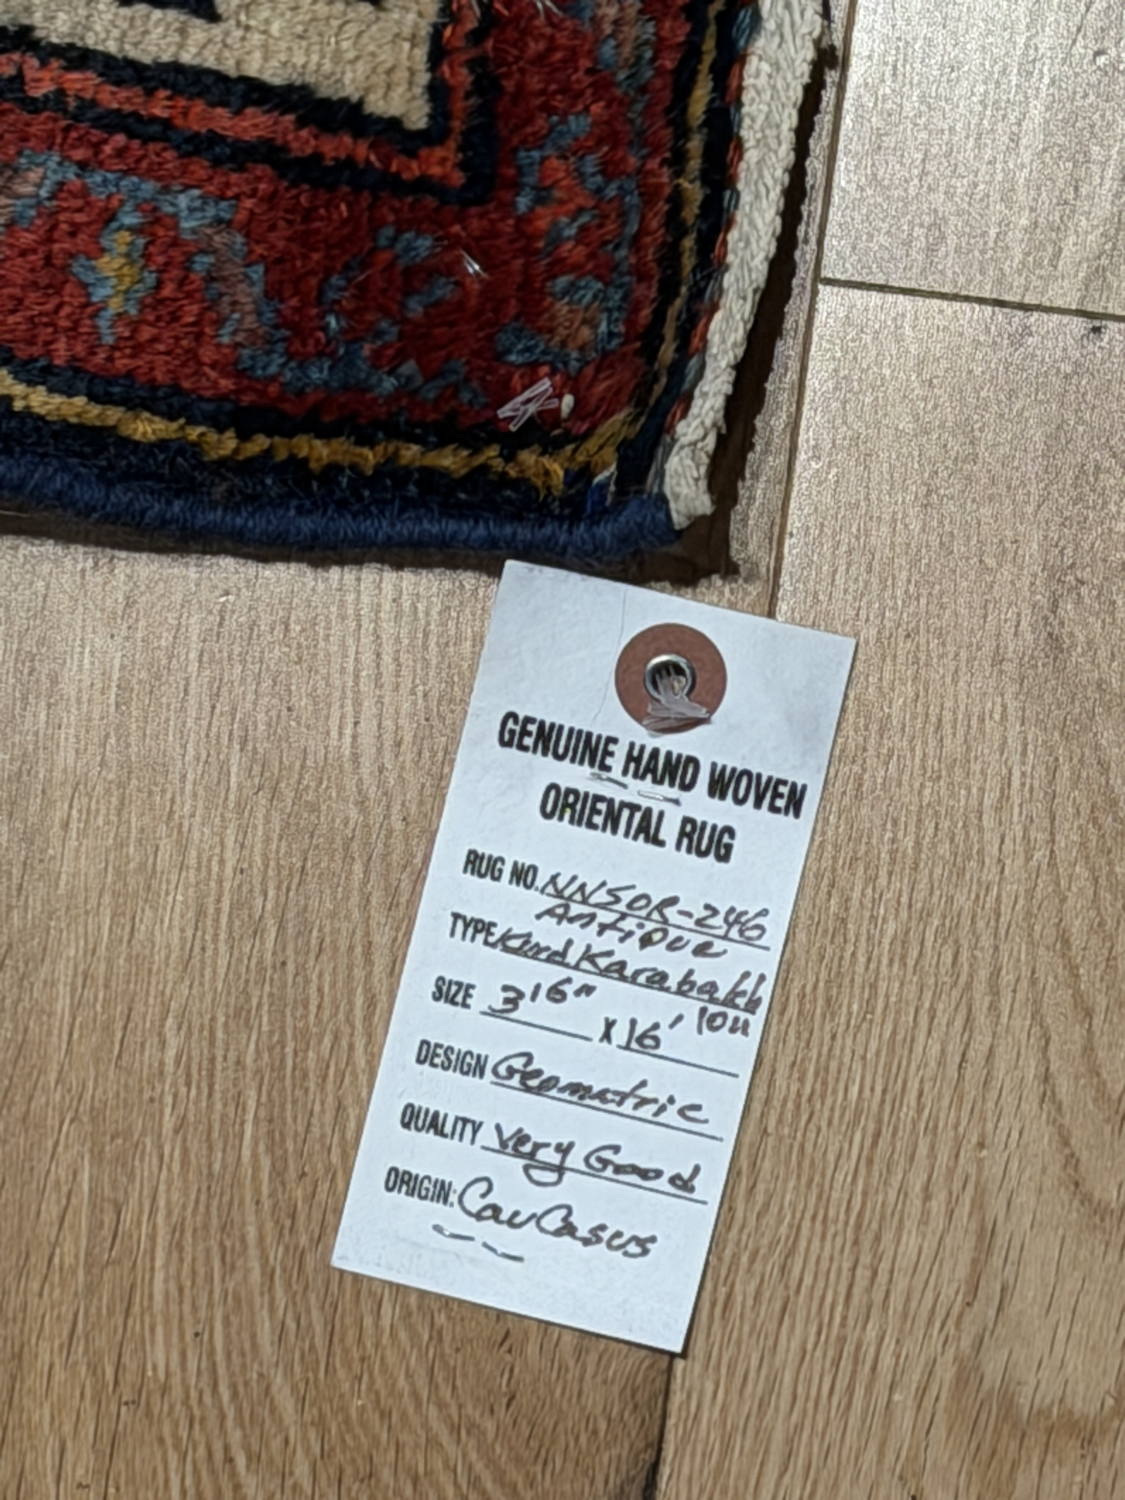 GENUINE HAND WOVEN
ORIENTAL RUG
RUG NO. NNSOR-246
Antique
TYPE Kurd Karabakh
SIZE 3'6" X 16' 10"
DESIGN Geometric
QUALITY Very Good
ORIGIN: Caucasus